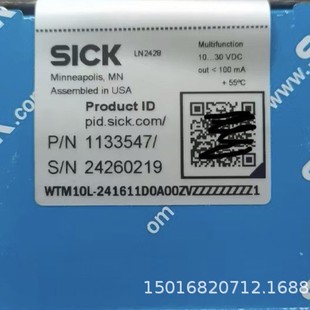 SICK
LN242B
Multifunction
10...30 VDC
out < 100 mA
+ 55°C
Minneapolis, MN
Assembled in USA
Product ID
pid.sick.com/
P/N 1133547/
S/N 24260219
WTM10L-241611D0A00ZVZZZZZZZZZ1
om
15016820712.1688